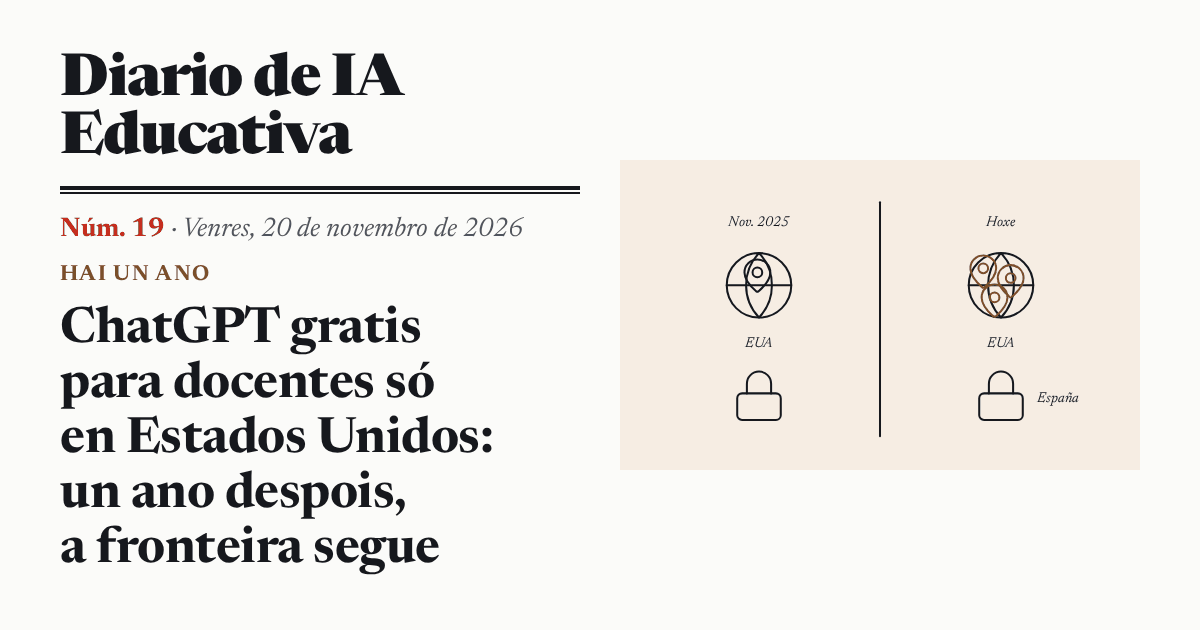 Diario de IA
Educativa
Núm. 19 · Venres, 20 de novembro de 2026
HAI UN ANO
ChatGPT gratis
para docentes só
en Estados Unidos:
un ano despois,
a fronteira segue
Nov. 2025
EUA
Hoxe
EUA
España